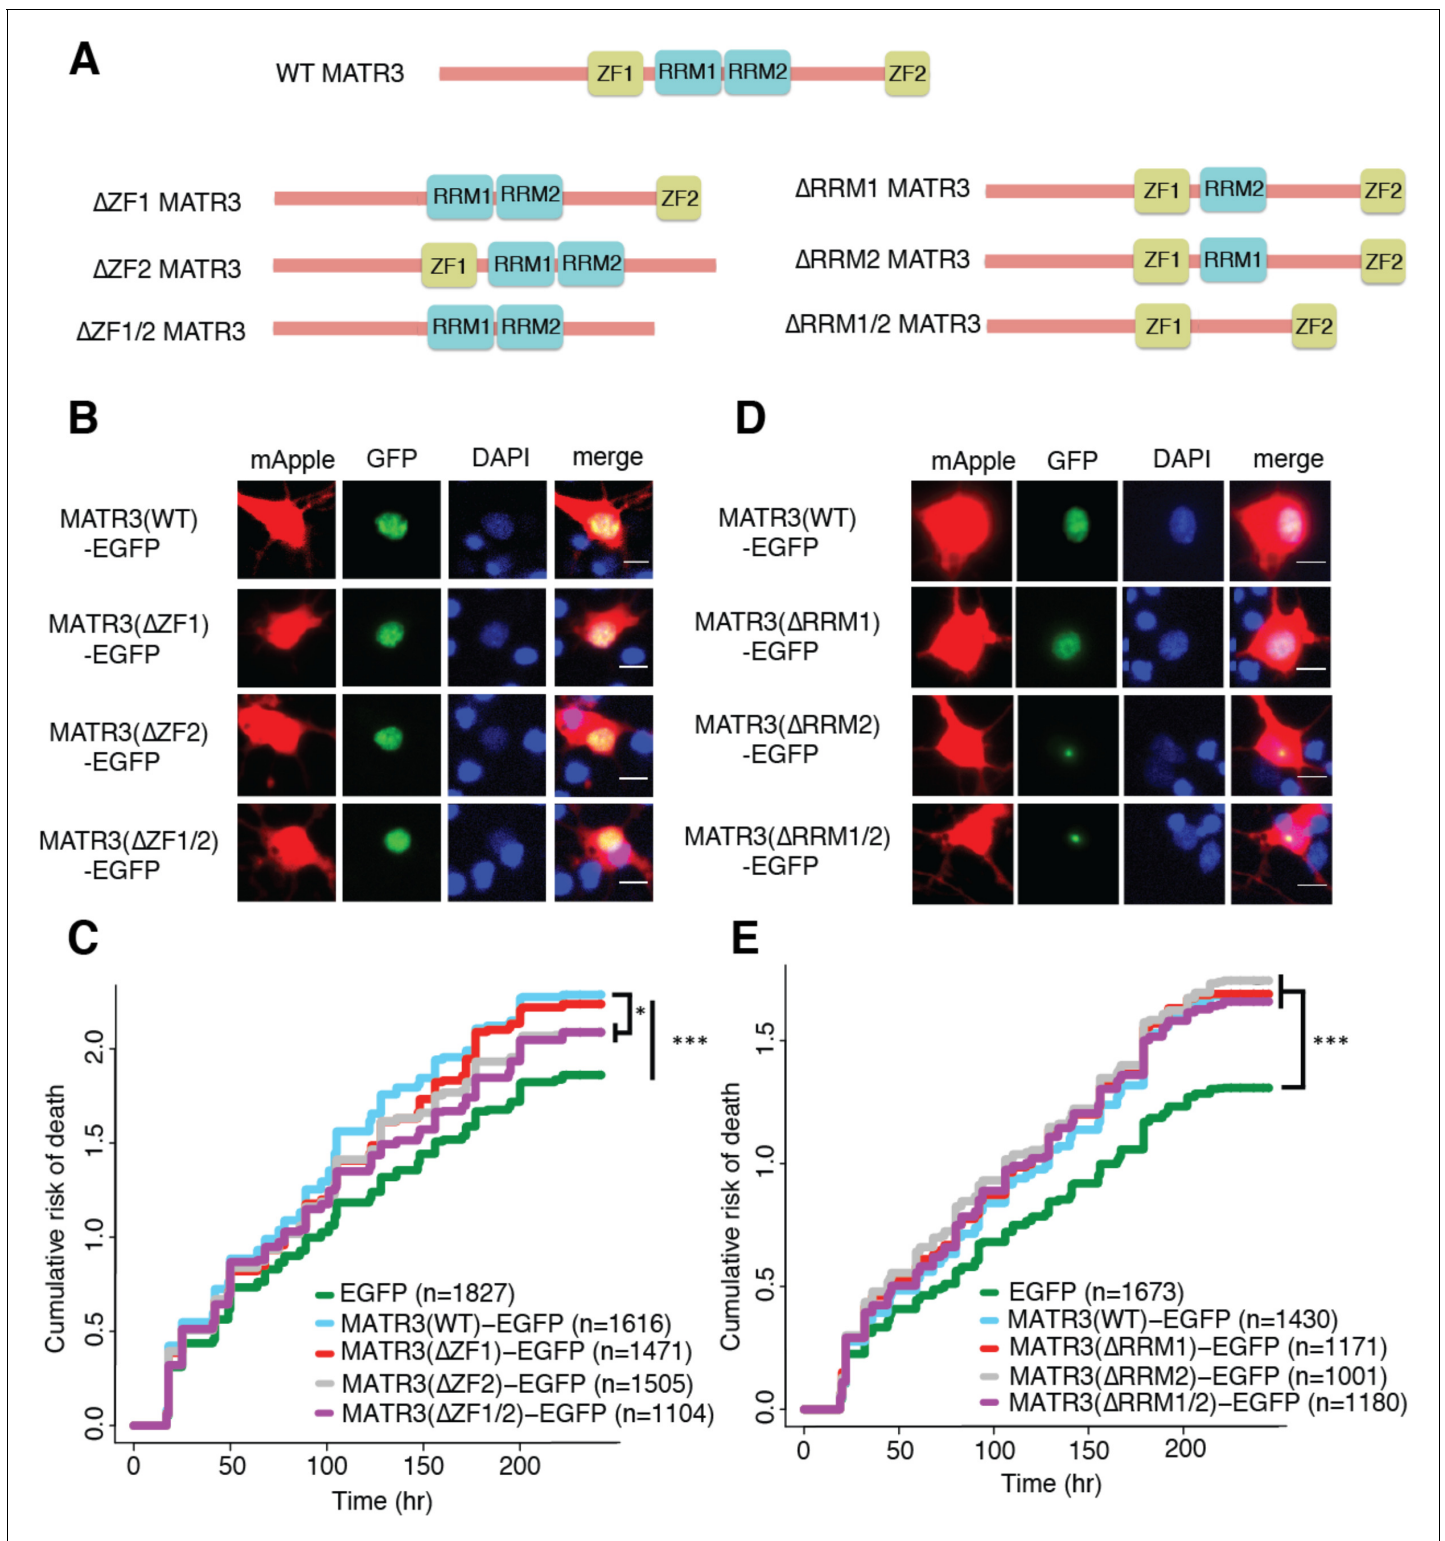 A
WT MATR3
ZF1 RRM1 RRM2 ZF2
ΔZF1 MATR3
RRM1 RRM2 ZF2
ΔZF2 MATR3
ZF1 RRM1 RRM2
ΔZF1/2 MATR3
RRM1 RRM2
ΔRRM1 MATR3
ZF1 RRM2 ZF2
ΔRRM2 MATR3
ZF1 RRM1 ZF2
ΔRRM1/2 MATR3
ZF1 ZF2
B
mApple GFP DAPI merge
MATR3(WT)
-EGFP
MATR3(ΔZF1)
-EGFP
MATR3(ΔZF2)
-EGFP
MATR3(ΔZF1/2)
-EGFP
D
mApple GFP DAPI merge
MATR3(WT)
-EGFP
MATR3(ΔRRM1)
-EGFP
MATR3(ΔRRM2)
-EGFP
MATR3(ΔRRM1/2)
-EGFP
C
Cumulative risk of death
2.0
1.5
1.0
0.5
0.0
*
***
EGFP (n=1827)
MATR3(WT)–EGFP (n=1616)
MATR3(ΔZF1)–EGFP (n=1471)
MATR3(ΔZF2)–EGFP (n=1505)
MATR3(ΔZF1/2)–EGFP (n=1104)
0 50 100 150 200
Time (hr)
E
Cumulative risk of death
1.5
1.0
0.5
0.0
***
EGFP (n=1673)
MATR3(WT)–EGFP (n=1430)
MATR3(ΔRRM1)–EGFP (n=1171)
MATR3(ΔRRM2)–EGFP (n=1001)
MATR3(ΔRRM1/2)–EGFP (n=1180)
0 50 100 150 200
Time (hr)